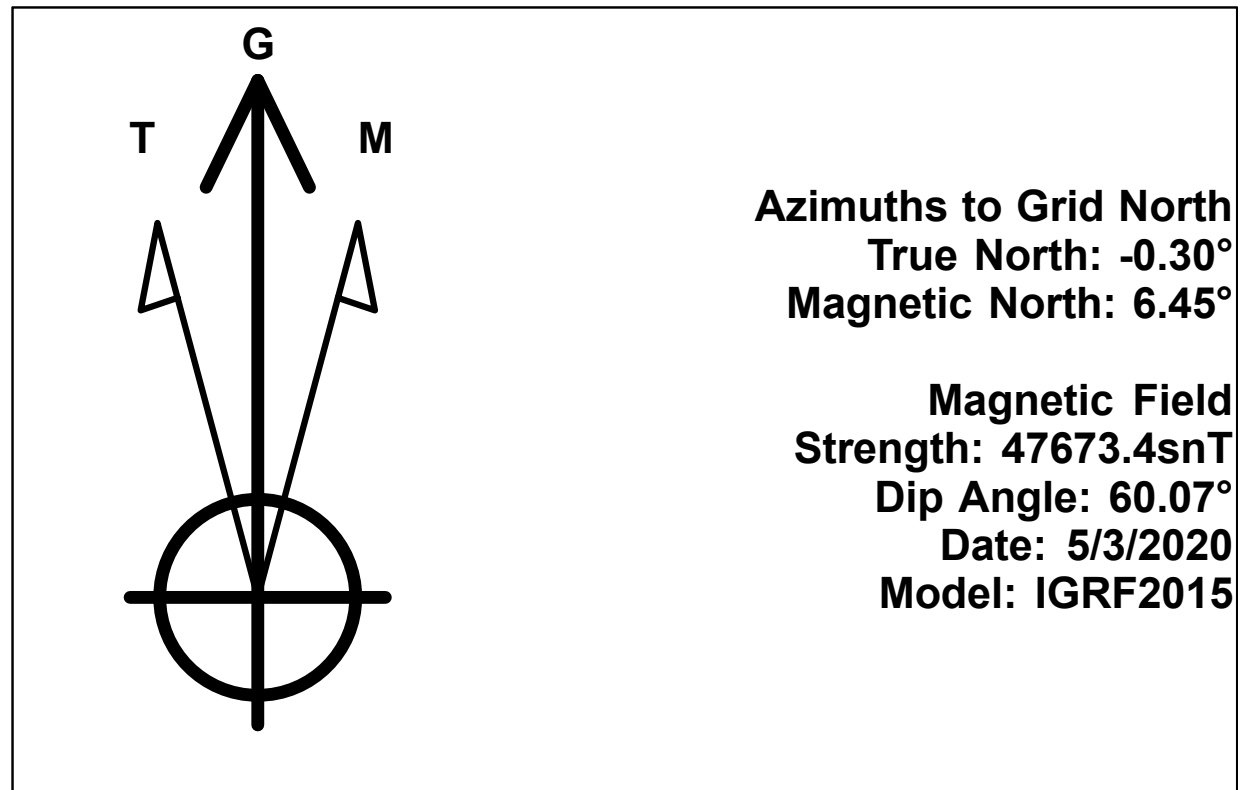 G
T
M
Azimuths to Grid North
True North: -0.30°
Magnetic North: 6.45°
Magnetic Field
Strength: 47673.4snT
Dip Angle: 60.07°
Date: 5/3/2020
Model: IGRF2015